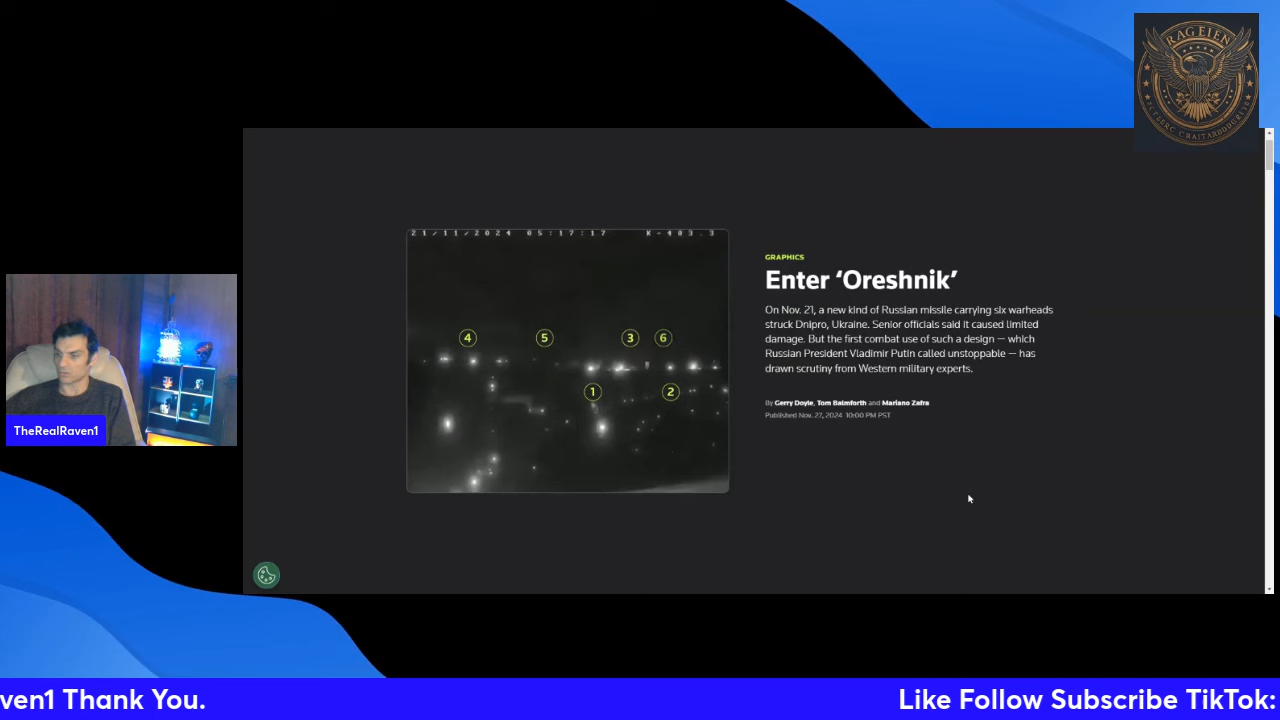 RAGEIEN
21/11/2024 05:17:17 K-403.3
4
5
3
6
1
2
GRAPHICS
Enter ‘Oreshnik’
On Nov. 21, a new kind of Russian missile carrying six warheads
struck Dnipro, Ukraine. Senior officials said it caused limited
damage. But the first combat use of such a design — which
Russian President Vladimir Putin called unstoppable — has
drawn scrutiny from Western military experts.
By Gerry Doyle, Tom Balmforth and Mariano Zafra
Published Nov. 27, 2024 10:00 PM PST
TheRealRaven1
ven1 Thank You.
Like Follow Subscribe TikTok: